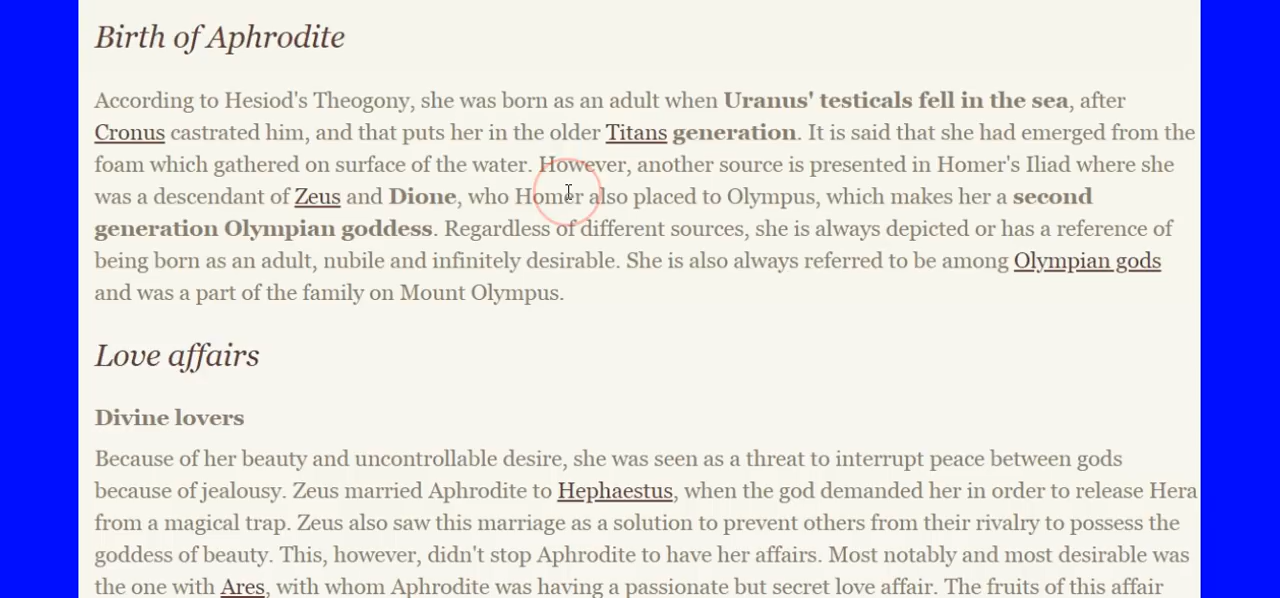 Birth of Aphrodite
According to Hesiod's Theogony, she was born as an adult when Uranus' testicals fell in the sea, after
Cronus castrated him, and that puts her in the older Titans generation. It is said that she had emerged from the
foam which gathered on surface of the water. However, another source is presented in Homer's Iliad where she
was a descendant of Zeus and Dione, who Homer also placed to Olympus, which makes her a second
generation Olympian goddess. Regardless of different sources, she is always depicted or has a reference of
being born as an adult, nubile and infinitely desirable. She is also always referred to be among Olympian gods
and was a part of the family on Mount Olympus.
Love affairs
Divine lovers
Because of her beauty and uncontrollable desire, she was seen as a threat to interrupt peace between gods
because of jealousy. Zeus married Aphrodite to Hephaestus, when the god demanded her in order to release Hera
from a magical trap. Zeus also saw this marriage as a solution to prevent others from their rivalry to possess the
goddess of beauty. This, however, didn't stop Aphrodite to have her affairs. Most notably and most desirable was
the one with Ares, with whom Aphrodite was having a passionate but secret love affair. The fruits of this affair